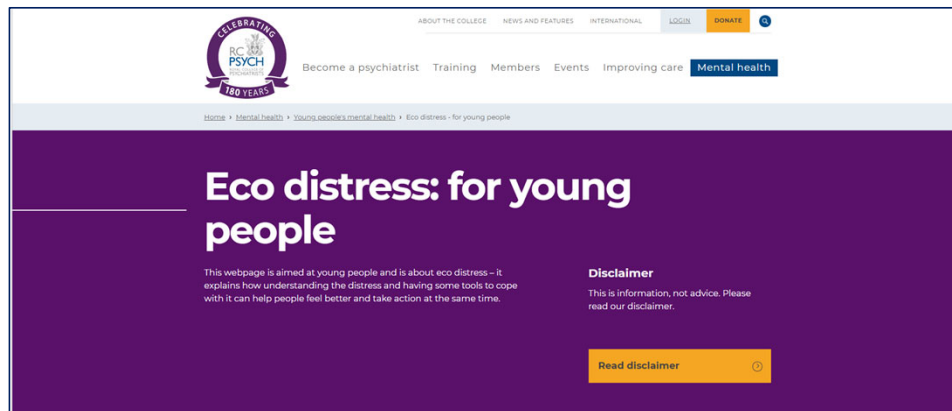 CELEBRATING
RC
PSYCH
ROYAL COLLEGE OF
PSYCHIATRISTS
180 YEARS
ABOUT THE COLLEGE NEWS AND FEATURES INTERNATIONAL LOGIN DONATE
Become a psychiatrist Training Members Events Improving care Mental health
Home › Mental health › Young people's mental health › Eco distress - for young people
Eco distress: for young
people
This webpage is aimed at young people and is about eco distress – it
explains how understanding the distress and having some tools to cope
with it can help people feel better and take action at the same time.
Disclaimer
This is information, not advice. Please
read our disclaimer.
Read disclaimer